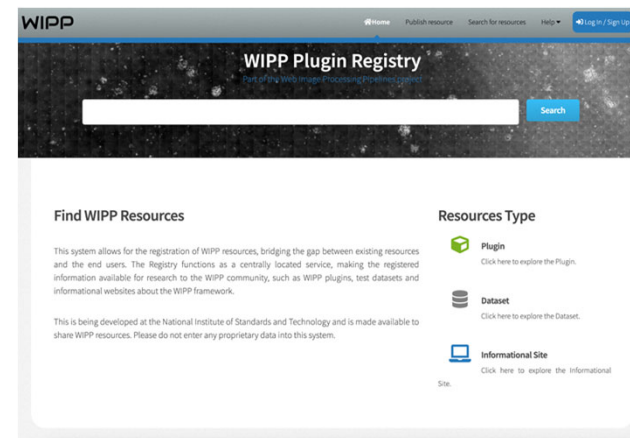 WIPP
Home Publish resource Search for resources Help Log In / Sign Up
WIPP Plugin Registry
Part of the Web Image Processing Pipelines project
Search
Find WIPP Resources
This system allows for the registration of WIPP resources, bridging the gap between existing resources
and the end users. The Registry functions as a centrally located service, making the registered
information available for research to the WIPP community, such as WIPP plugins, test datasets and
informational websites about the WIPP framework.
This is being developed at the National Institute of Standards and Technology and is made available to
share WIPP resources. Please do not enter any proprietary data into this system.
Resources Type
Plugin
Click here to explore the Plugin.
Dataset
Click here to explore the Dataset.
Informational Site
Click here to explore the Informational
Site.